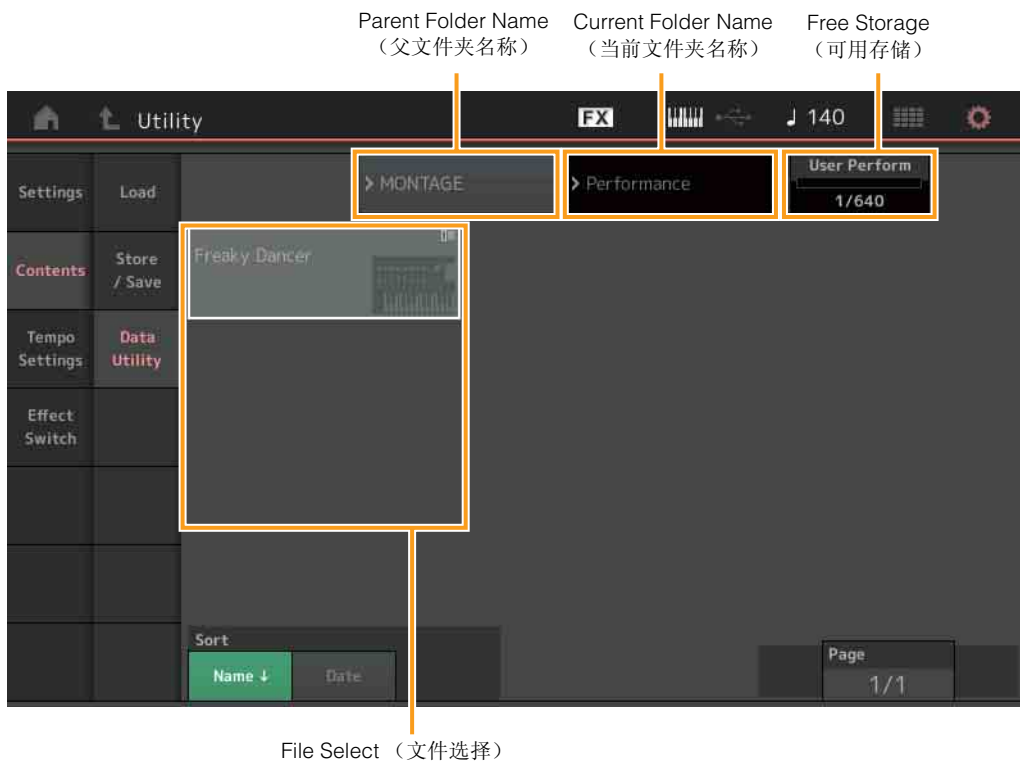 Parent Folder Name
（父文件夹名称）
Current Folder Name
（当前文件夹名称）
Free Storage
（可用存储）
Utility
FX
140
Settings
Load
> MONTAGE
> Performance
User Perform
1/640
Contents
Store
/ Save
Freaky Dancer
Tempo
Settings
Data
Utility
Effect
Switch
Sort
Name ↓
Date
Page
1/1
File Select （文件选择）